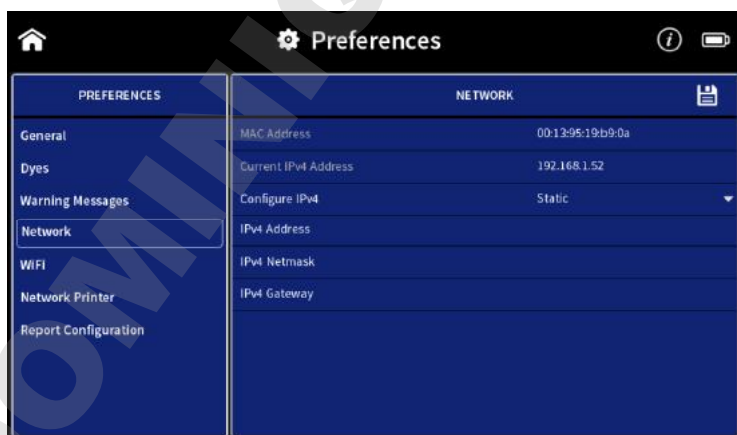 Preferences
PREFERENCES
NETWORK
General
MAC Address 00:13:95:19:b9:0a
Dyes
Current IPv4 Address 192.168.1.52
Warning Messages
Configure IPv4 Static
Network
IPv4 Address
WiFi
IPv4 Netmask
Network Printer
IPv4 Gateway
Report Configuration